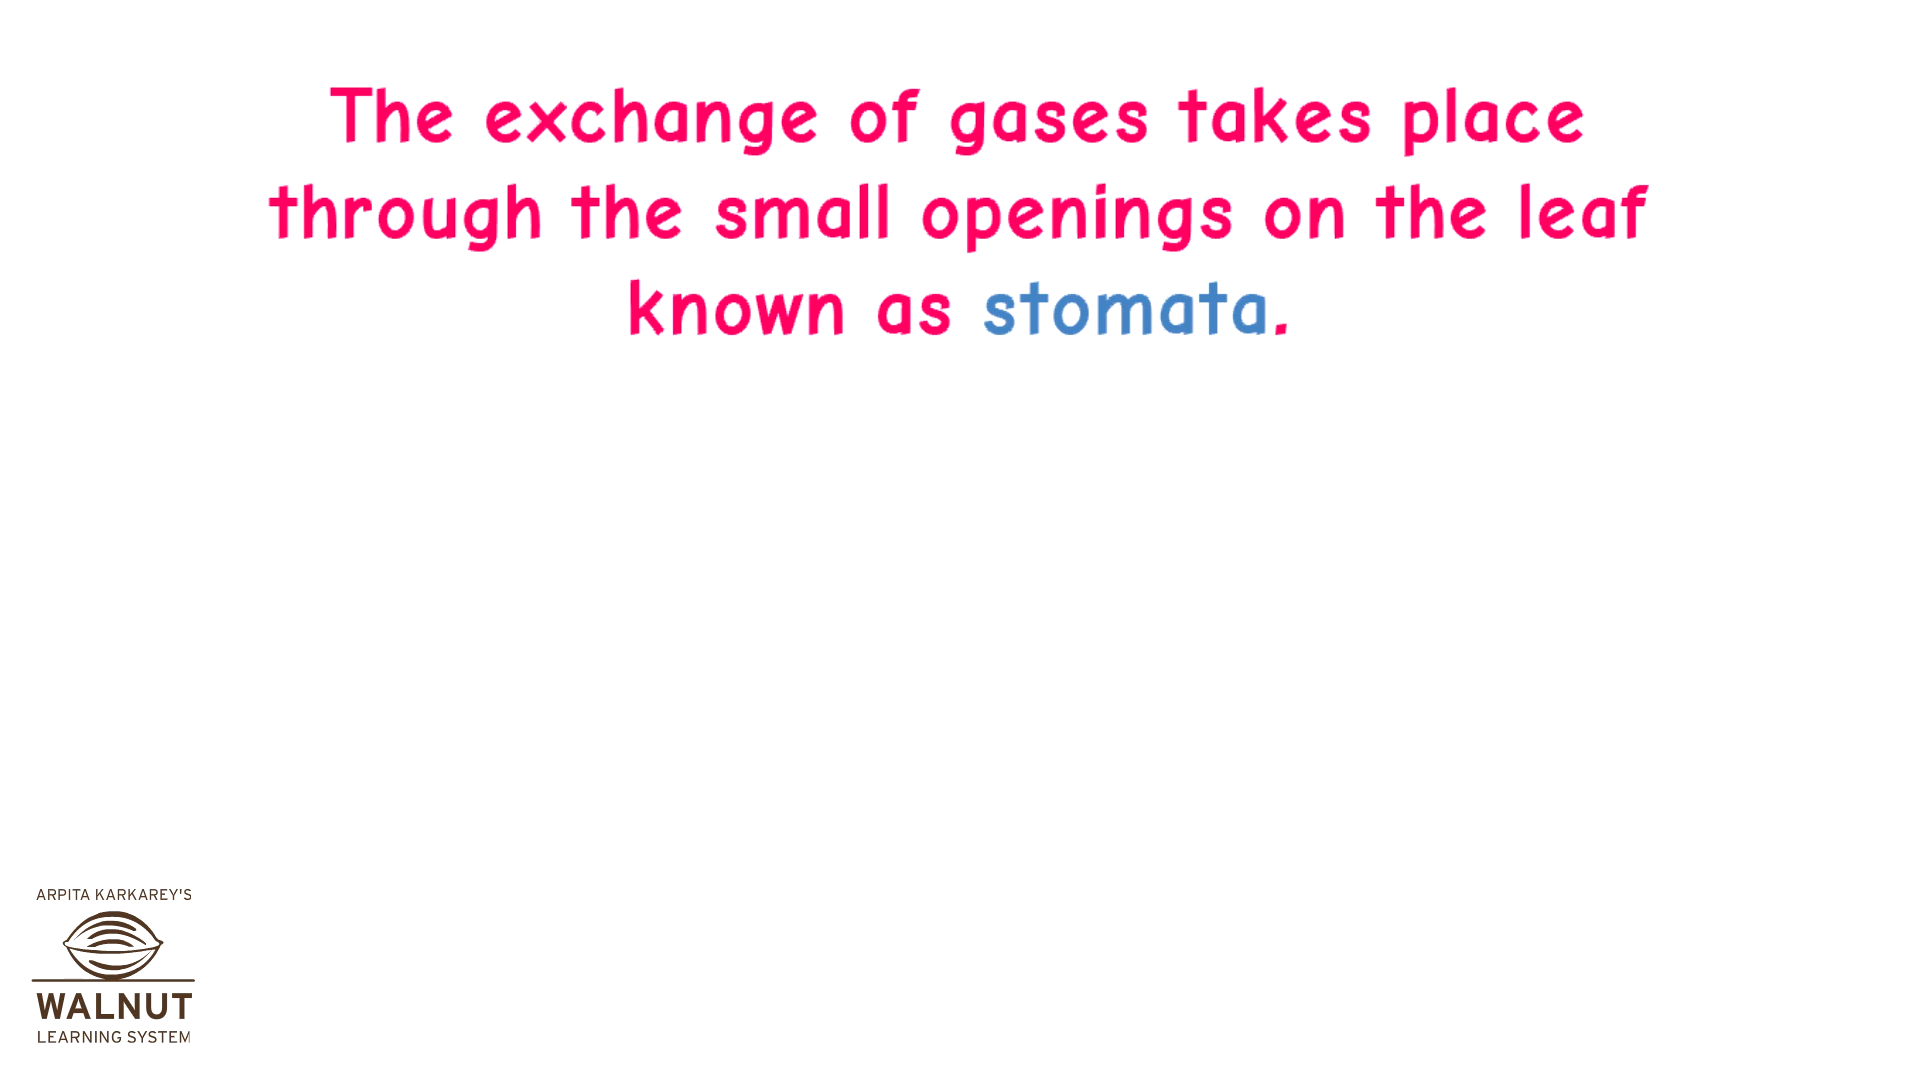 The exchange of gases takes place
through the small openings on the leaf
known as stomata.
ARPITA KARKAREY'S
WALNUT
LEARNING SYSTEM